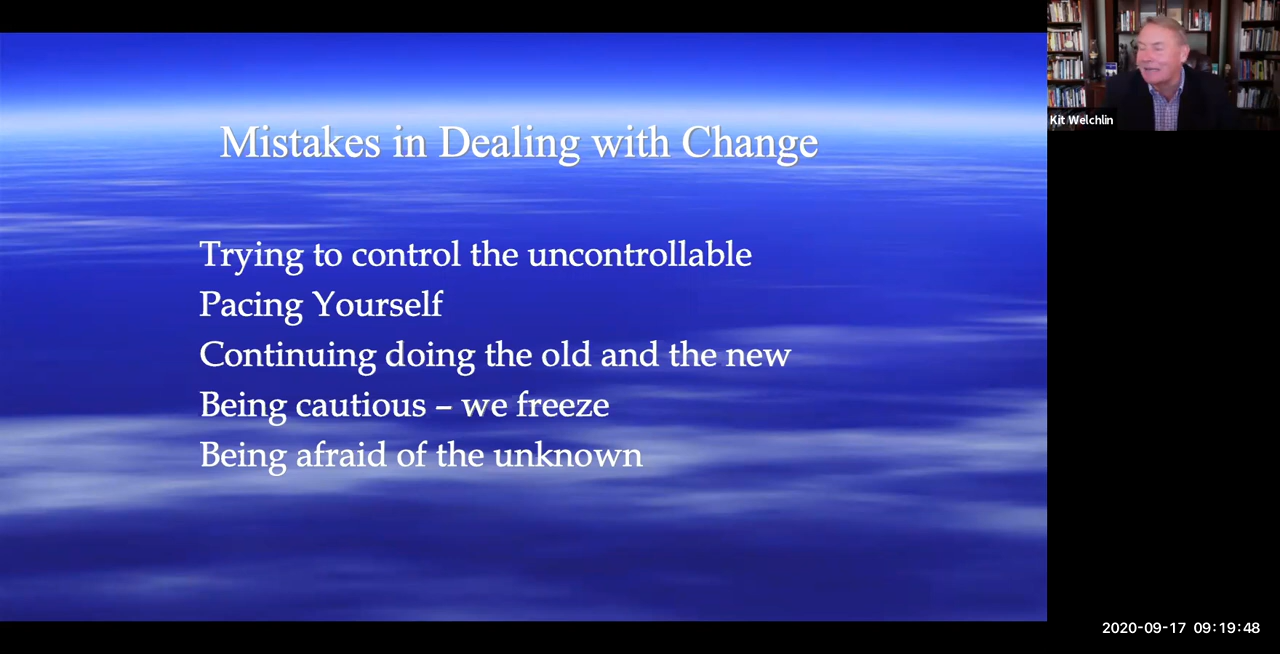 Mistakes in Dealing with Change
Trying to control the uncontrollable
Pacing Yourself
Continuing doing the old and the new
Being cautious – we freeze
Being afraid of the unknown
Kit Welchlin
2020-09-17 09:19:48